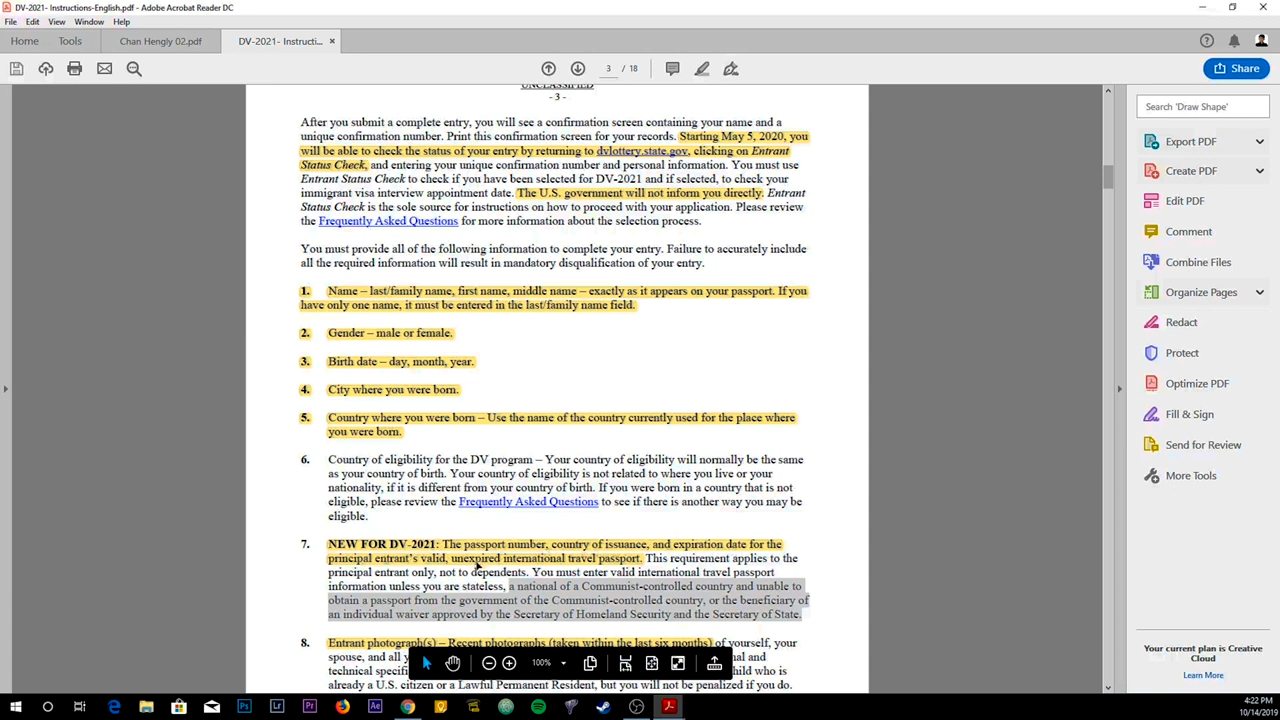 DV-2021- Instructions-English.pdf - Adobe Acrobat Reader DC
File Edit View Window Help
Home Tools Chan Hengly 02.pdf DV-2021- Instructi... ×
3 / 18
Share
UNCLASSIFIED
- 3 -
After you submit a complete entry, you will see a confirmation screen containing your name and a
unique confirmation number. Print this confirmation screen for your records. Starting May 5, 2020, you
will be able to check the status of your entry by returning to dvlottery.state.gov, clicking on Entrant
Status Check, and entering your unique confirmation number and personal information. You must use
Entrant Status Check to check if you have been selected for DV-2021 and if selected, to check your
immigrant visa interview appointment date. The U.S. government will not inform you directly. Entrant
Status Check is the sole source for instructions on how to proceed with your application. Please review
the Frequently Asked Questions for more information about the selection process.
You must provide all of the following information to complete your entry. Failure to accurately include
all the required information will result in mandatory disqualification of your entry.
1. Name – last/family name, first name, middle name – exactly as it appears on your passport. If you
have only one name, it must be entered in the last/family name field.
2. Gender – male or female.
3. Birth date – day, month, year.
4. City where you were born.
5. Country where you were born – Use the name of the country currently used for the place where
you were born.
6. Country of eligibility for the DV program – Your country of eligibility will normally be the same
as your country of birth. Your country of eligibility is not related to where you live or your
nationality, if it is different from your country of birth. If you were born in a country that is not
eligible, please review the Frequently Asked Questions to see if there is another way you may be
eligible.
7. NEW FOR DV-2021: The passport number, country of issuance, and expiration date for the
principal entrant's valid, unexpired international travel passport. This requirement applies to the
principal entrant only, not to dependents. You must enter valid international travel passport
information unless you are stateless, a national of a Communist-controlled country and unable to
obtain a passport from the government of the Communist-controlled country, or the beneficiary of
an individual waiver approved by the Secretary of Homeland Security and the Secretary of State.
8. Entrant photograph(s) – Recent photographs (taken within the last six months) of yourself, your
spouse, and all
technical
already a U.S. citizen or a Lawful Permanent Resident, but you will not be penalized if you do.
100%
Search 'Draw Shape'
Export PDF
Create PDF
Edit PDF
Comment
Combine Files
Organize Pages
Redact
Protect
Optimize PDF
Fill & Sign
Send for Review
More Tools
Your current plan is Creative
Cloud
Learn More
4:22 PM
10/14/2019